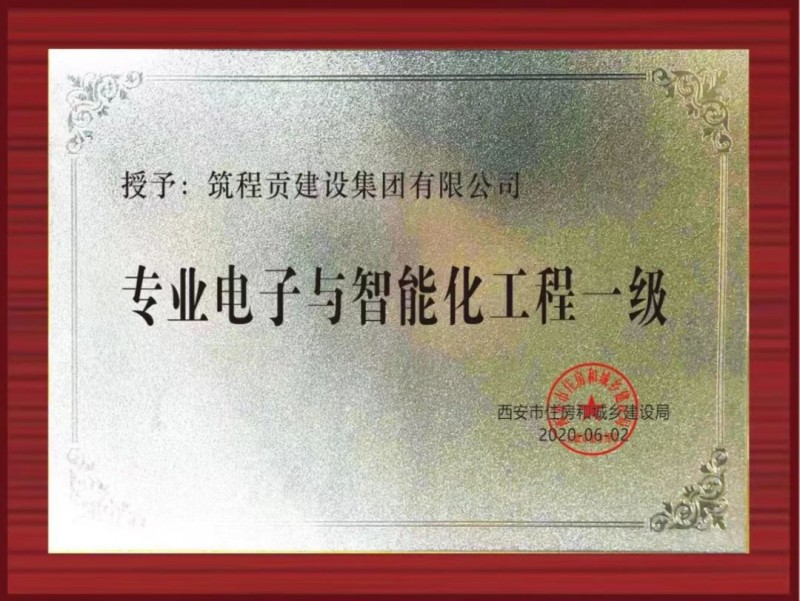 授予：筑程贡建设集团有限公司
专业电子与智能化工程一级
西安市住房和城乡建设局
2020-06-02